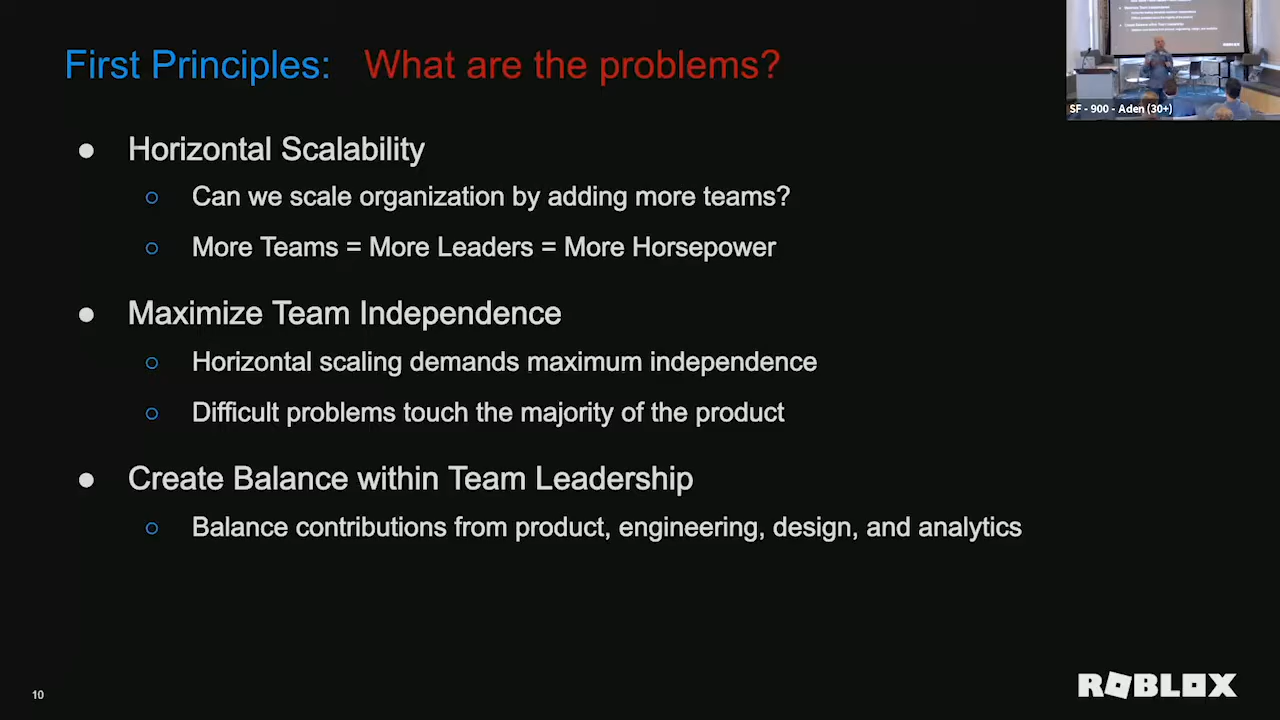 First Principles: What are the problems?
SF - 900 - Aden (30+)
● Horizontal Scalability
○ Can we scale organization by adding more teams?
○ More Teams = More Leaders = More Horsepower
● Maximize Team Independence
○ Horizontal scaling demands maximum independence
○ Difficult problems touch the majority of the product
● Create Balance within Team Leadership
○ Balance contributions from product, engineering, design, and analytics
10
ROBLOX